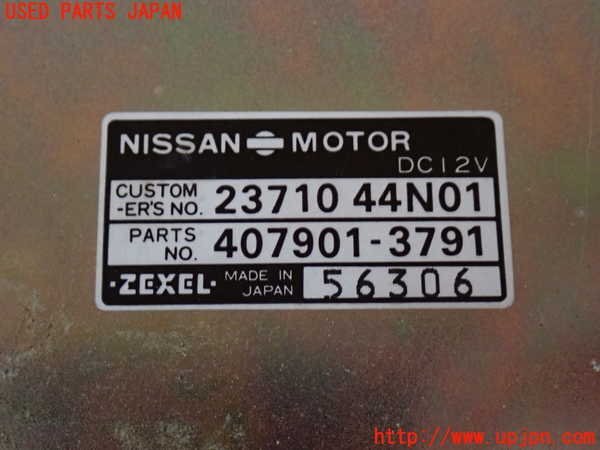 USED PARTS JAPAN
NISSAN MOTOR
DC12V
CUSTOM
-ER'S NO. 23710 44N01
PARTS
NO. 407901-3791
·ZEXEL· MADE IN
JAPAN 56306
http://www.upjpn.com